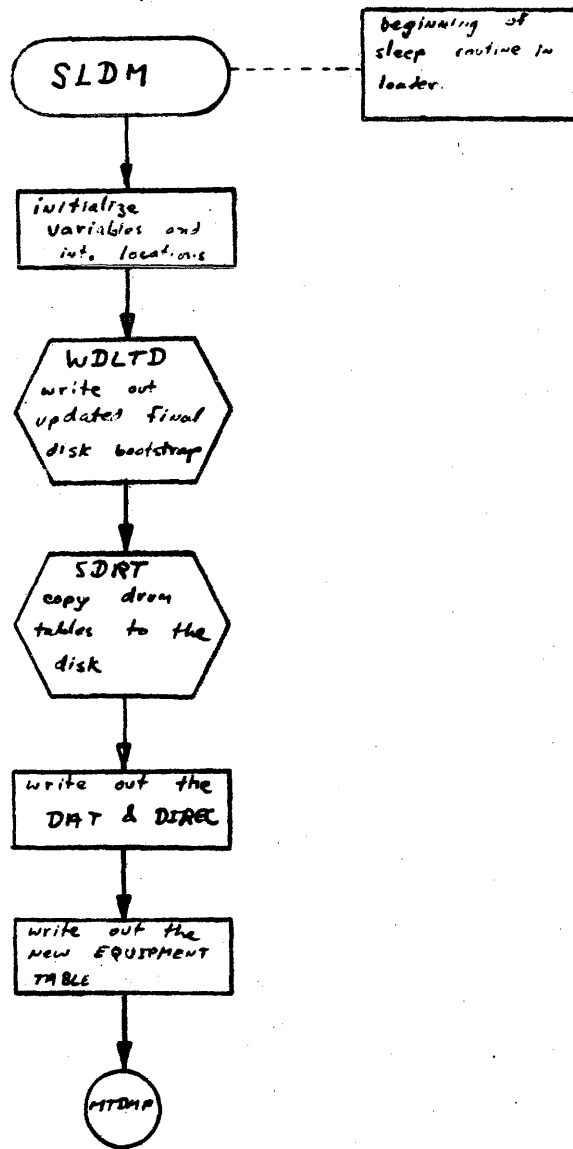 SLDM
beginning of
sleep routine in
loader.
initialize
variables and
int. locations
WDLTD
write out
updated final
disk bootstrap
SDRT
copy drum
tables to the
disk
write out the
DAT & DIREC
write out the
NEW EQUIPMENT
TABLE
MTDMP